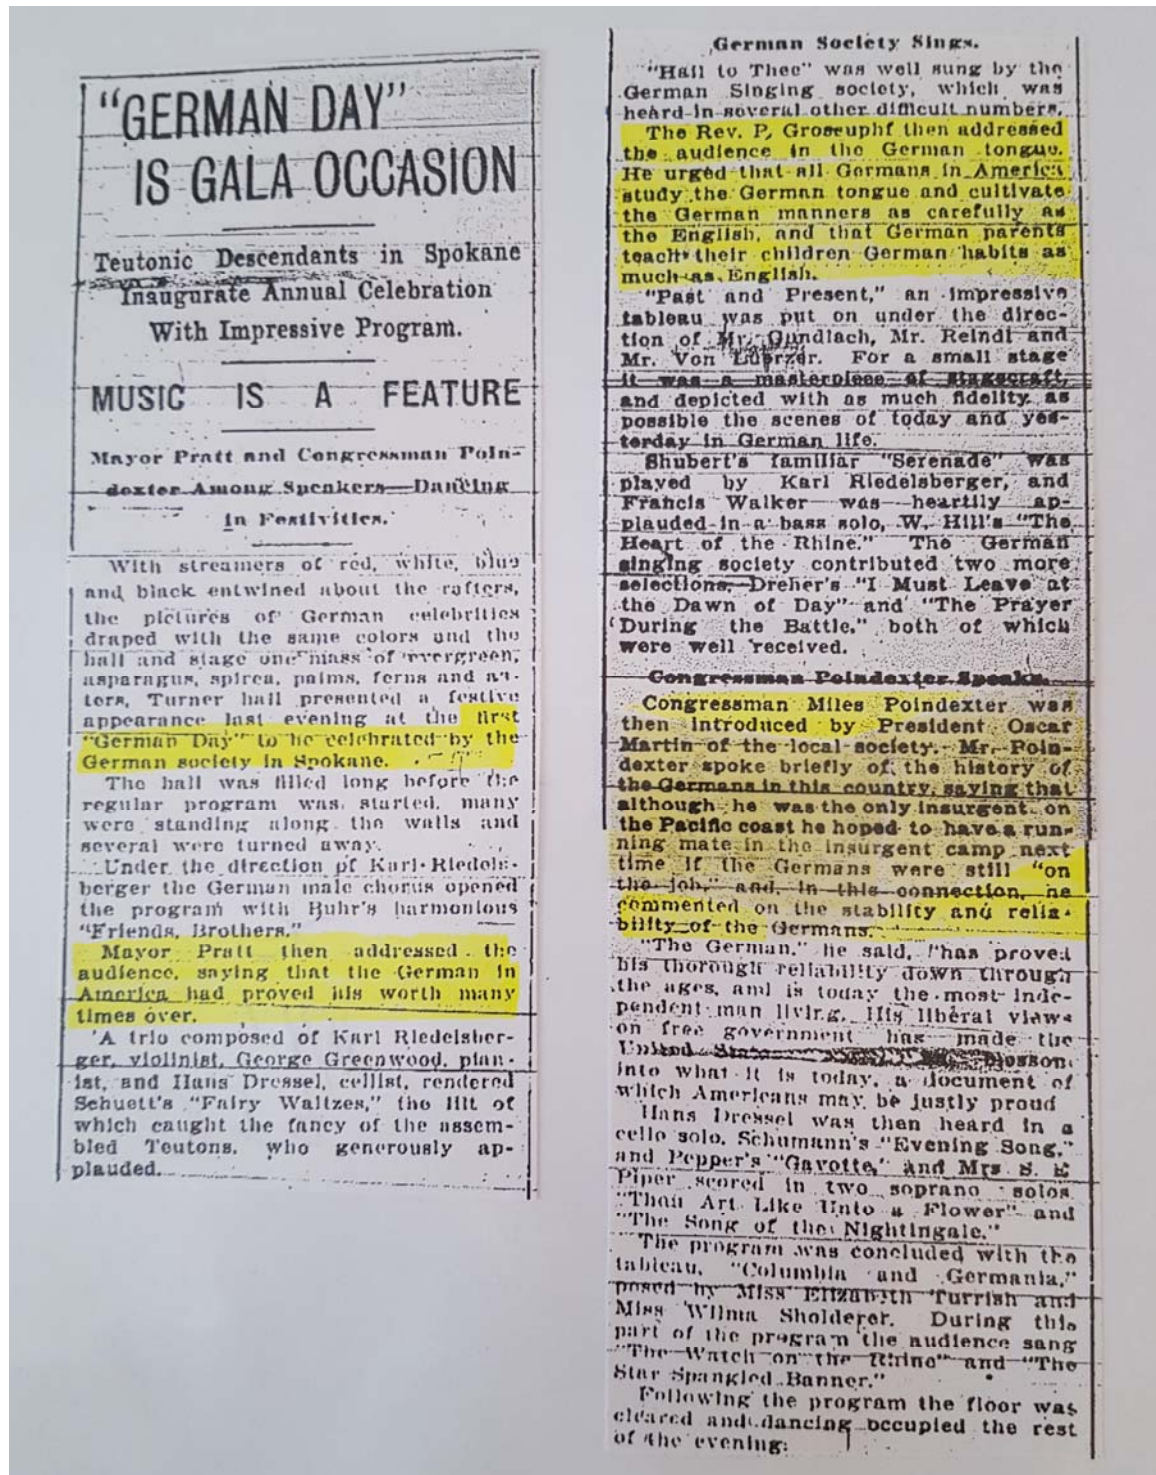 "GERMAN DAY"
IS GALA OCCASION
Teutonic Descendants in Spokane
Inaugurate Annual Celebration
With Impressive Program.
MUSIC IS A FEATURE
Mayor Pratt and Congressman Poin-
dexter Among Speakers—Dancing
in Festivities.
With streamers of red, white, blue
and black entwined about the rafters,
the pictures of German celebrities
draped with the same colors and the
hall and stage one mass of evergreen,
asparagus, spirea, palms, ferns and as-
ters, Turner hall presented a festive
appearance last evening at the first
"German Day" to be celebrated by the
German society in Spokane.
The hall was filled long before the
regular program was started, many
were standing along the walls and
several were turned away.
Under the direction of Karl Riedels-
berger the German male chorus opened
the program with Buhr's harmonious
"Friends, Brothers."
Mayor Pratt then addressed the
audience, saying that the German in
America had proved his worth many
times over.
A trio composed of Karl Riedelsber-
ger, violinist, George Greenwood, pian-
ist, and Hans Dressel, cellist, rendered
Schuett's "Fairy Waltzes," the lilt of
which caught the fancy of the assem-
bled Teutons, who generously ap-
plauded.
German Society Sings.
"Hail to Thee" was well sung by the
German Singing society, which was
heard in several other difficult numbers.
The Rev. P. Groseuphf then addressed
the audience in the German tongue.
He urged that all Germans in America
study the German tongue and cultivate
the German manners as carefully as
the English, and that German parents
teach their children German habits as
much as English.
"Past and Present," an impressive
tableau was put on under the direc-
tion of Mr. Gundlach, Mr. Reindl and
Mr. Von Luerzer. For a small stage
it was a masterpiece of stagecraft,
and depicted with as much fidelity as
possible the scenes of today and yes-
terday in German life.
Shubert's familiar "Serenade" was
played by Karl Riedelsberger, and
Francis Walker was heartily ap-
plauded in a bass solo, W. Hill's "The
Heart of the Rhine." The German
singing society contributed two more
selections, Dreher's "I Must Leave at
the Dawn of Day" and "The Prayer
During the Battle," both of which
were well received.
Congressman Poindexter Speaks.
Congressman Miles Poindexter was
then introduced by President Oscar
Martin of the local society. Mr. Poin-
dexter spoke briefly of the history of
the Germans in this country, saying that
although he was the only insurgent on
the Pacific coast he hoped to have a run-
ning mate in the insurgent camp next
time if the Germans were still "on
the job," and, in this connection, he
commented on the stability and relia-
bility of the Germans.
"The German," he said, "has proved
his thorough reliability down through
the ages, and is today the most inde-
pendent man living. His liberal views
on free government has made the
United States blossom
into what it is today, a document of
which Americans may be justly proud
Hans Dressel was then heard in a
cello solo, Schumann's "Evening Song,"
and Pepper's "Gavotte," and Mrs. S. E
Piper scored in two soprano solos
"Thou Art Like Unto a Flower" and
"The Song of the Nightingale."
The program was concluded with the
tableau, "Columbia and Germania,"
posed by Miss Elizabyth Turrish and
Miss Wilma Sholderer. During this
part of the program the audience sang
"The Watch on the Rhine" and "The
Star Spangled Banner."
Following the program the floor was
cleared and dancing occupied the rest
of the evening.